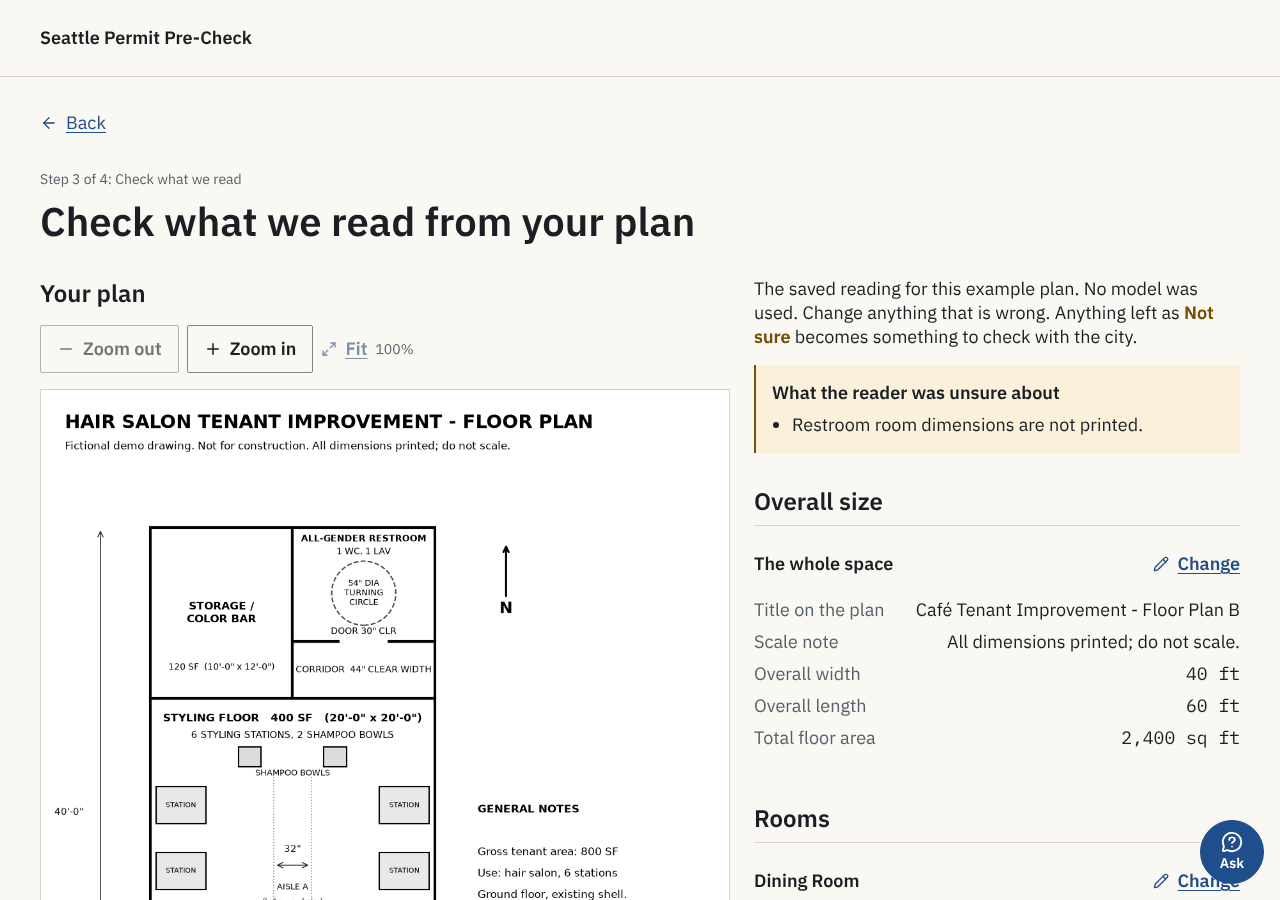 Seattle Permit Pre-Check
Back
Step 3 of 4: Check what we read
Check what we read from your plan
Your plan
Zoom out
Zoom in
Fit
100%
HAIR SALON TENANT IMPROVEMENT - FLOOR PLAN
Fictional demo drawing. Not for construction. All dimensions printed; do not scale.
ALL-GENDER RESTROOM
1 WC, 1 LAV
54" DIA
TURNING
CIRCLE
DOOR 30" CLR
N
STORAGE /
COLOR BAR
120 SF (10'-0" x 12'-0")
CORRIDOR 44" CLEAR WIDTH
STYLING FLOOR 400 SF (20'-0" x 20'-0")
6 STYLING STATIONS, 2 SHAMPOO BOWLS
SHAMPOO BOWLS
STATION
STATION
40'-0"
32"
STATION
STATION
AISLE A
GENERAL NOTES
Gross tenant area: 800 SF
Use: hair salon, 6 stations
Ground floor, existing shell.
The saved reading for this example plan. No model was
used. Change anything that is wrong. Anything left as Not
sure becomes something to check with the city.
What the reader was unsure about
• Restroom room dimensions are not printed.
Overall size
The whole space
Change
Title on the plan Café Tenant Improvement - Floor Plan B
Scale note All dimensions printed; do not scale.
Overall width 40 ft
Overall length 60 ft
Total floor area 2,400 sq ft
Rooms
Dining Room
Change
Ask